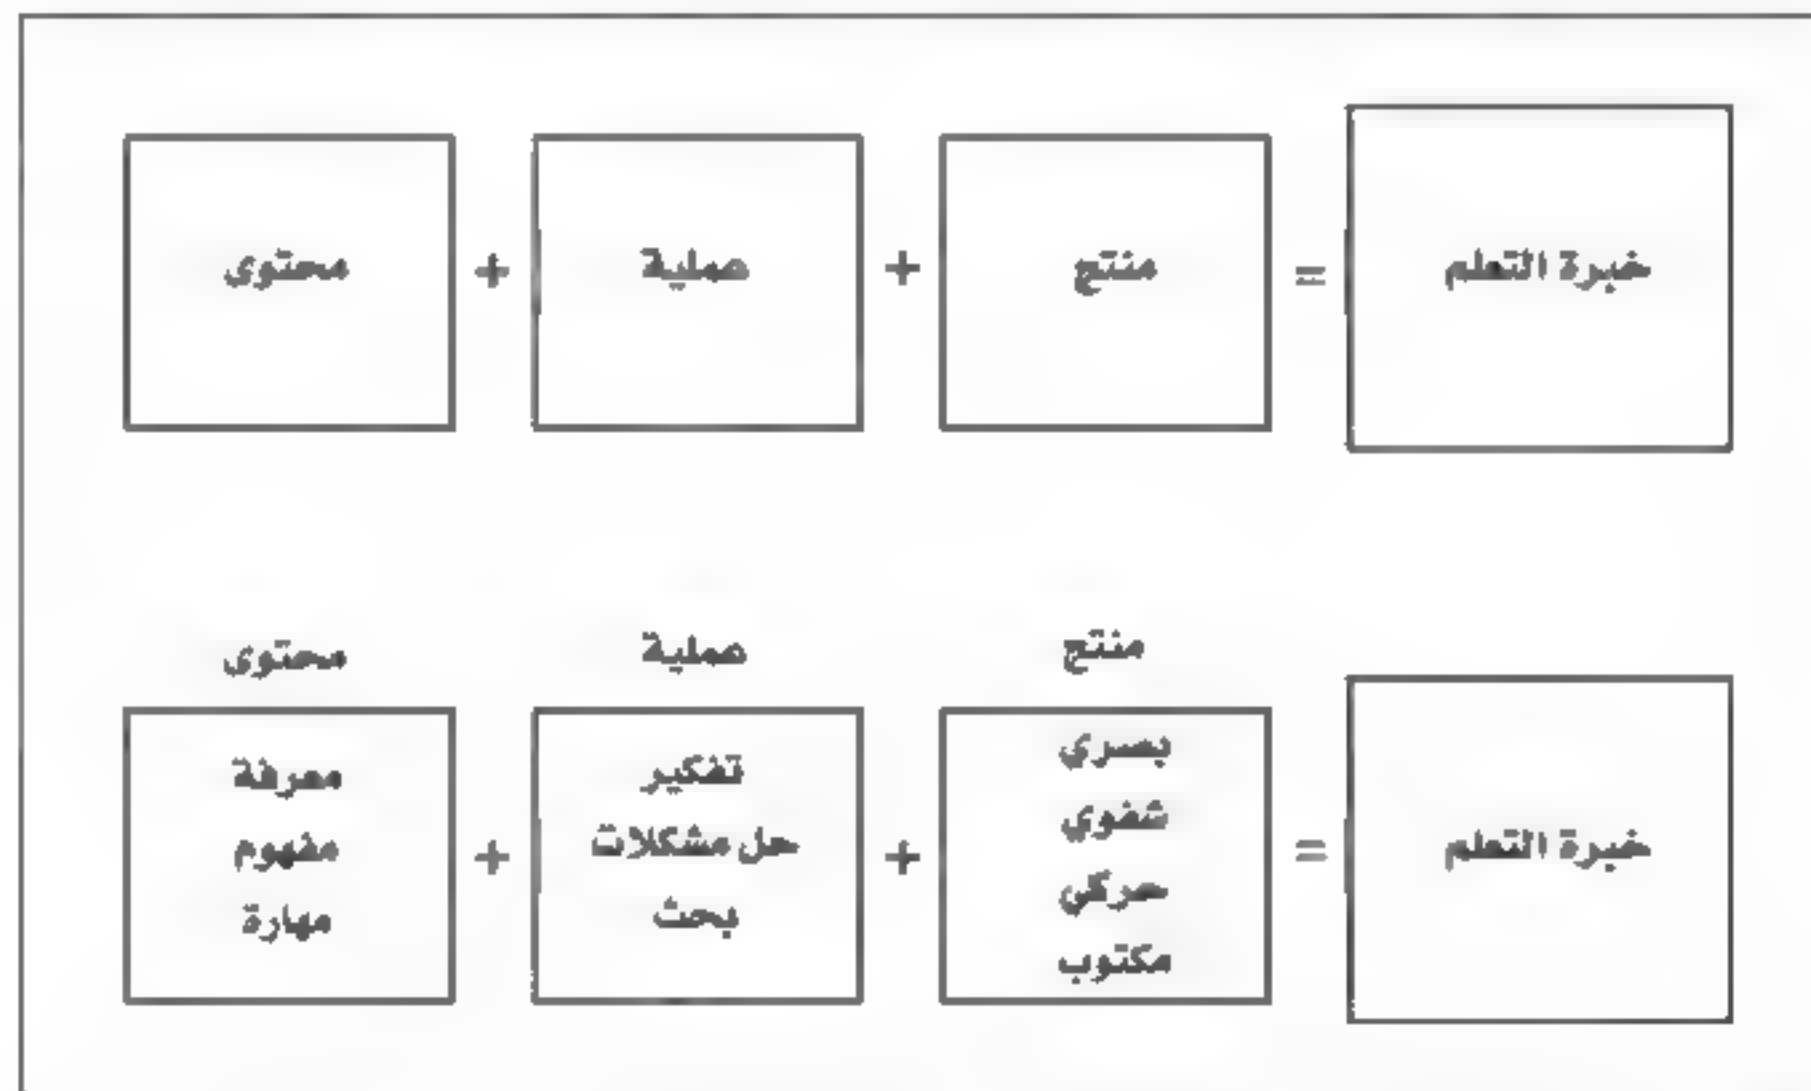 محتوى + عملية + منتج = خبرة التعلم
محتوى
معرفة
مفهوم
مهارة
+
عملية
تفكير
حل مشكلات
بحث
+
منتج
بصري
شفوي
حركي
مكتوب
=
خبرة التعلم